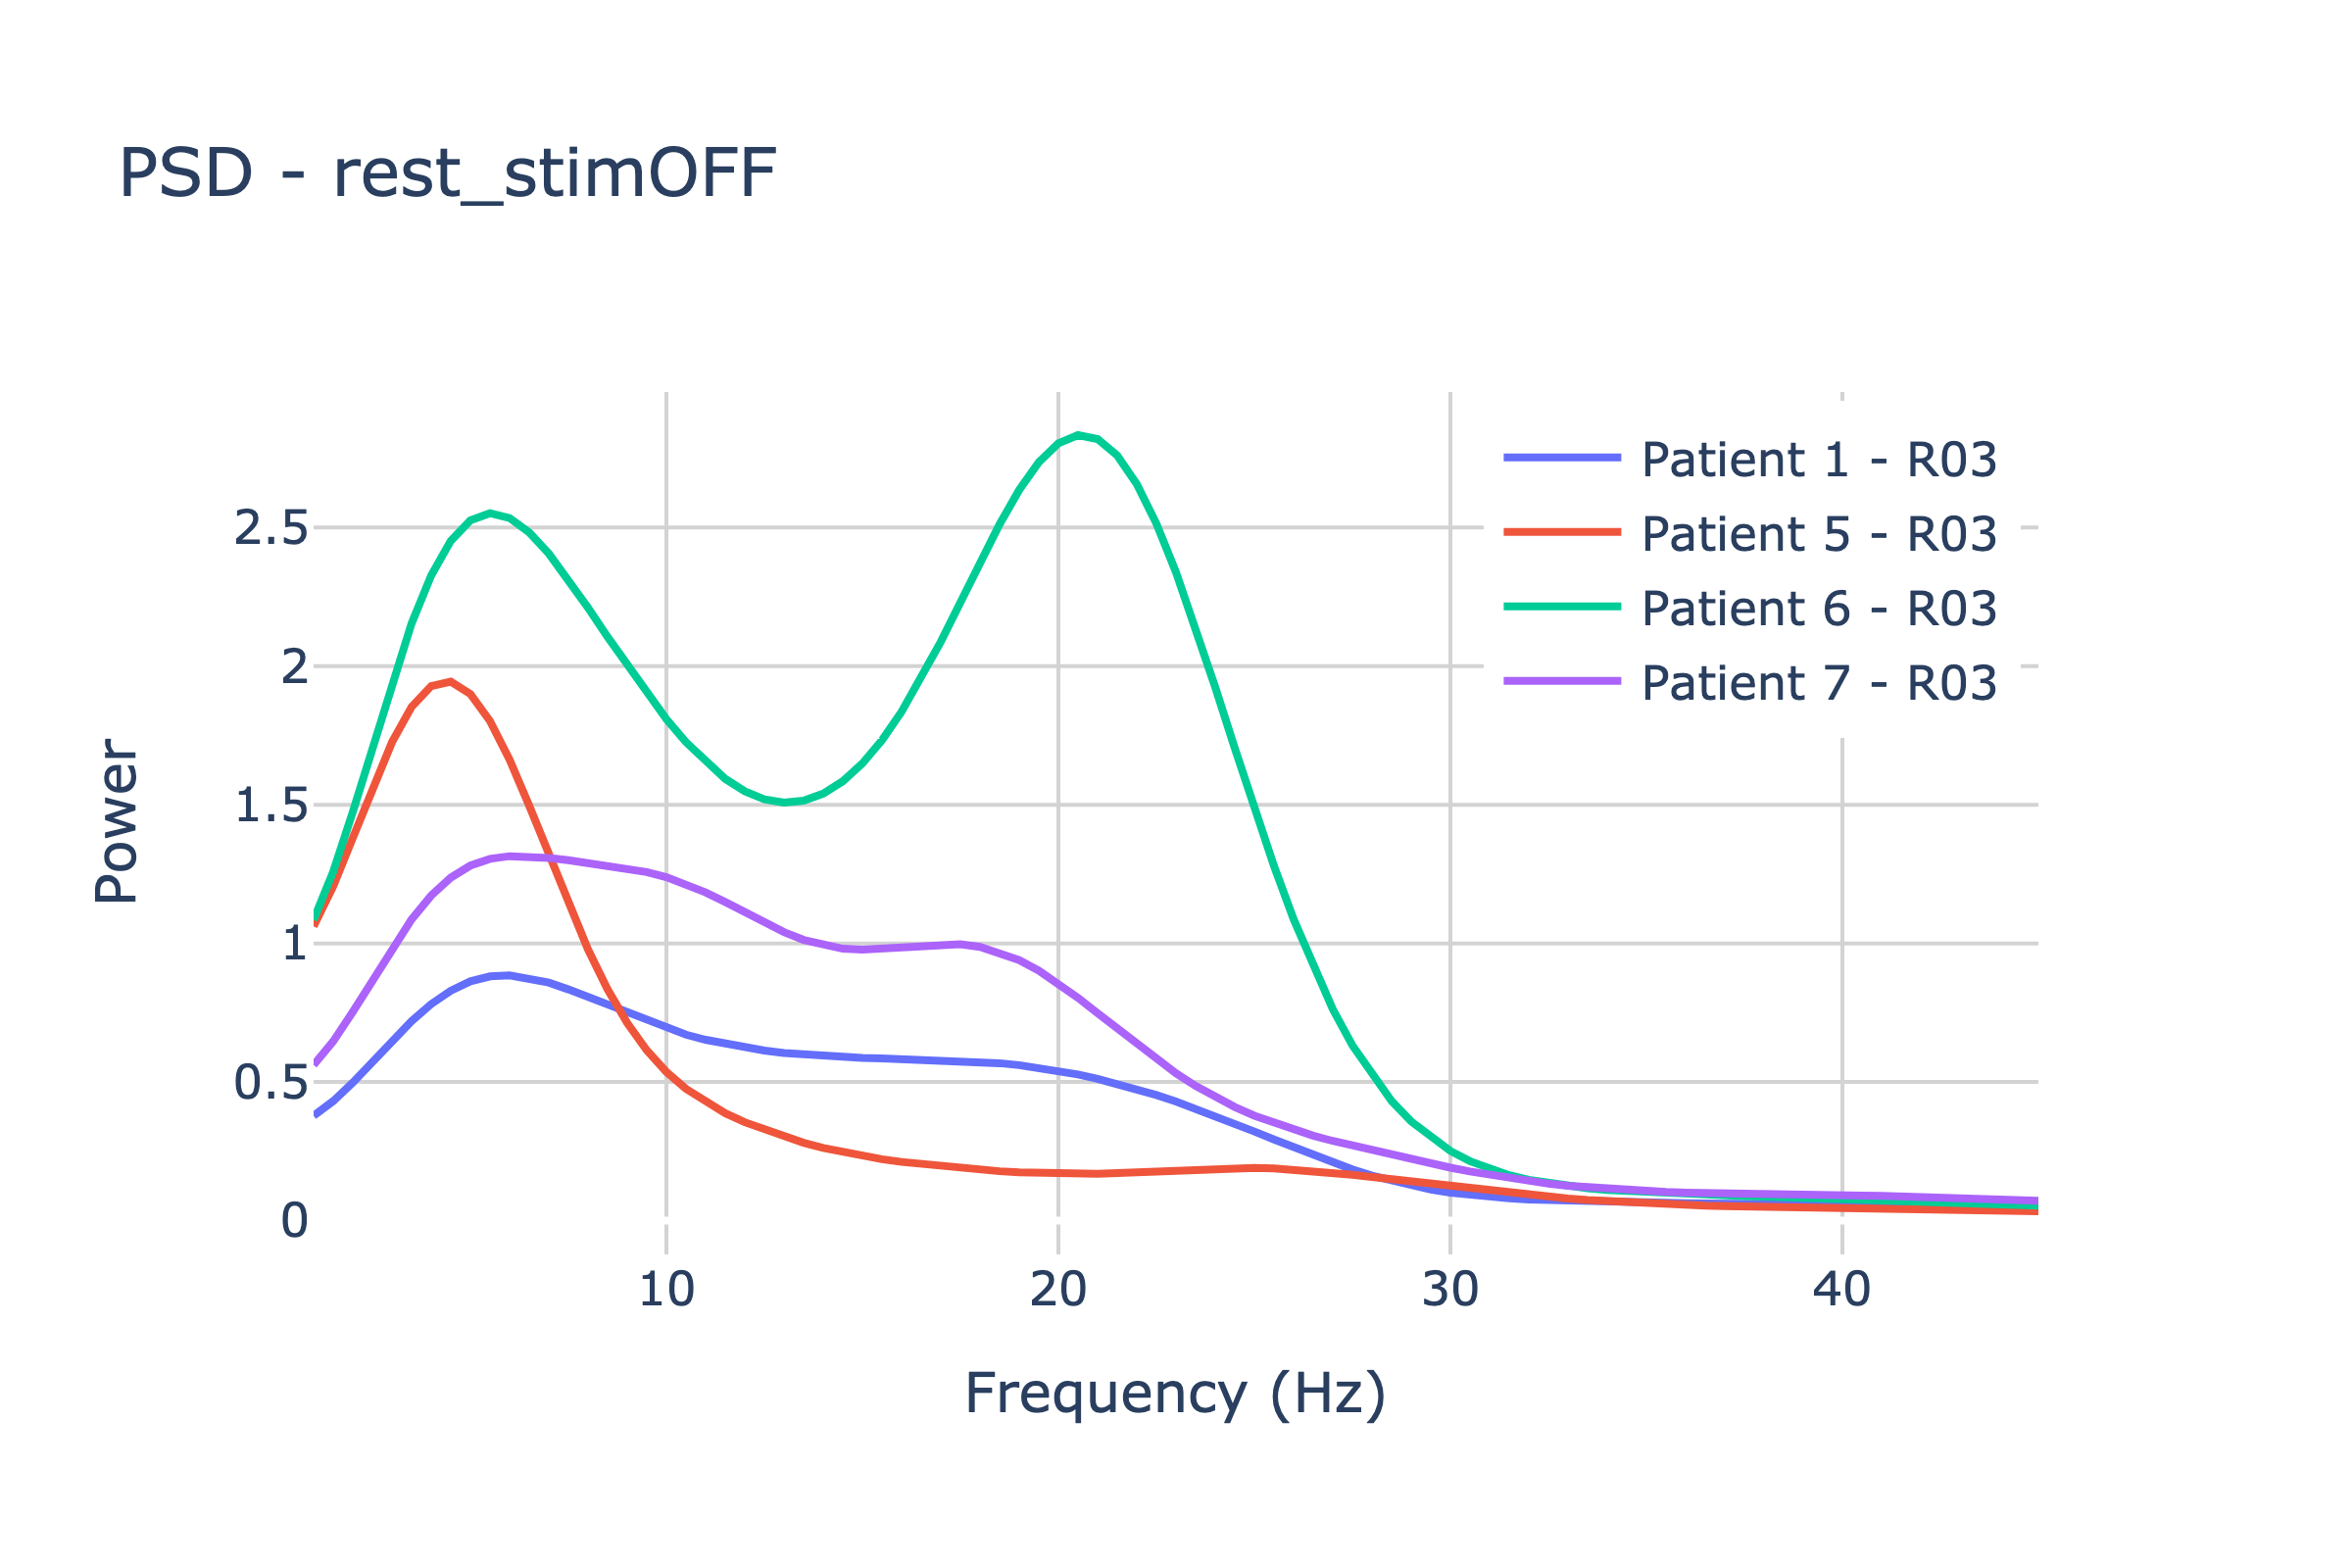 PSD - rest_stimOFF
Patient 1 - R03
Patient 5 - R03
Patient 6 - R03
Patient 7 - R03
2.5
2
1.5
1
0.5
0
Power
10 20 30 40
Frequency (Hz)